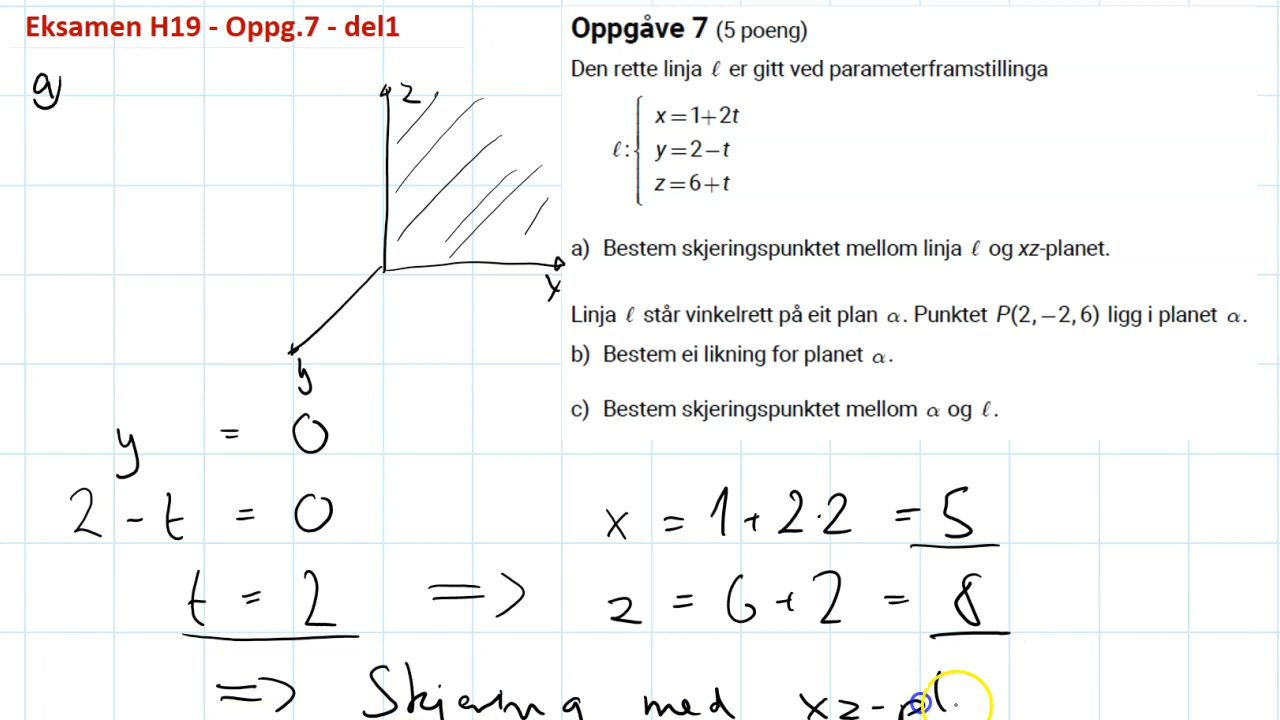 Eksamen H19 - Oppg.7 - del1
a)
z
x
y
y = 0
2 - t = 0
t = 2 => x = 1 + 2·2 = 5
z = 6 + 2 = 8
=> Skjering med xz-pl
Oppgåve 7 (5 poeng)
Den rette linja ℓ er gitt ved parameterframstillinga
x=1+2t
ℓ: { y=2−t
z=6+t
a) Bestem skjeringspunktet mellom linja ℓ og xz-planet.
Linja ℓ står vinkelrett på eit plan α. Punktet P(2,−2,6) ligg i planet α.
b) Bestem ei likning for planet α.
c) Bestem skjeringspunktet mellom α og ℓ.